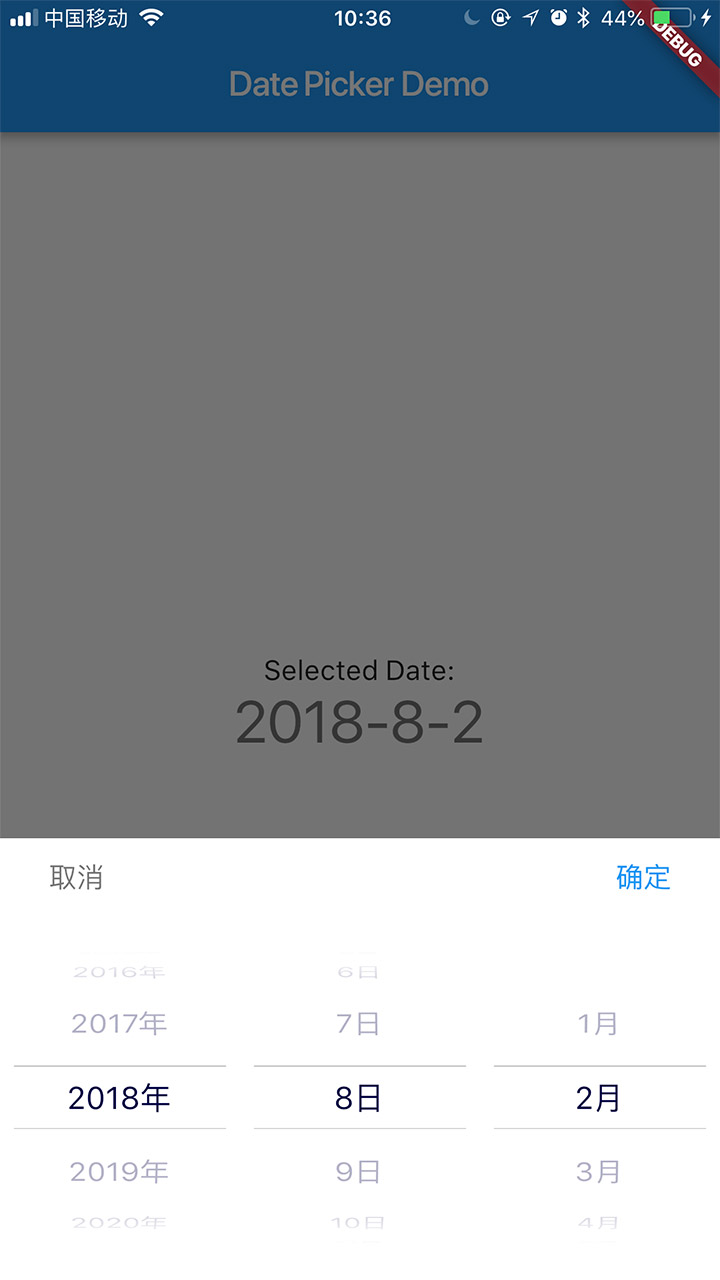 中国移动 10:36 44%
DEBUG
Date Picker Demo
Selected Date:
2018-8-2
取消 确定
2016年 6日
2017年 7日 1月
2018年 8日 2月
2019年 9日 3月
2020年 10日 4月